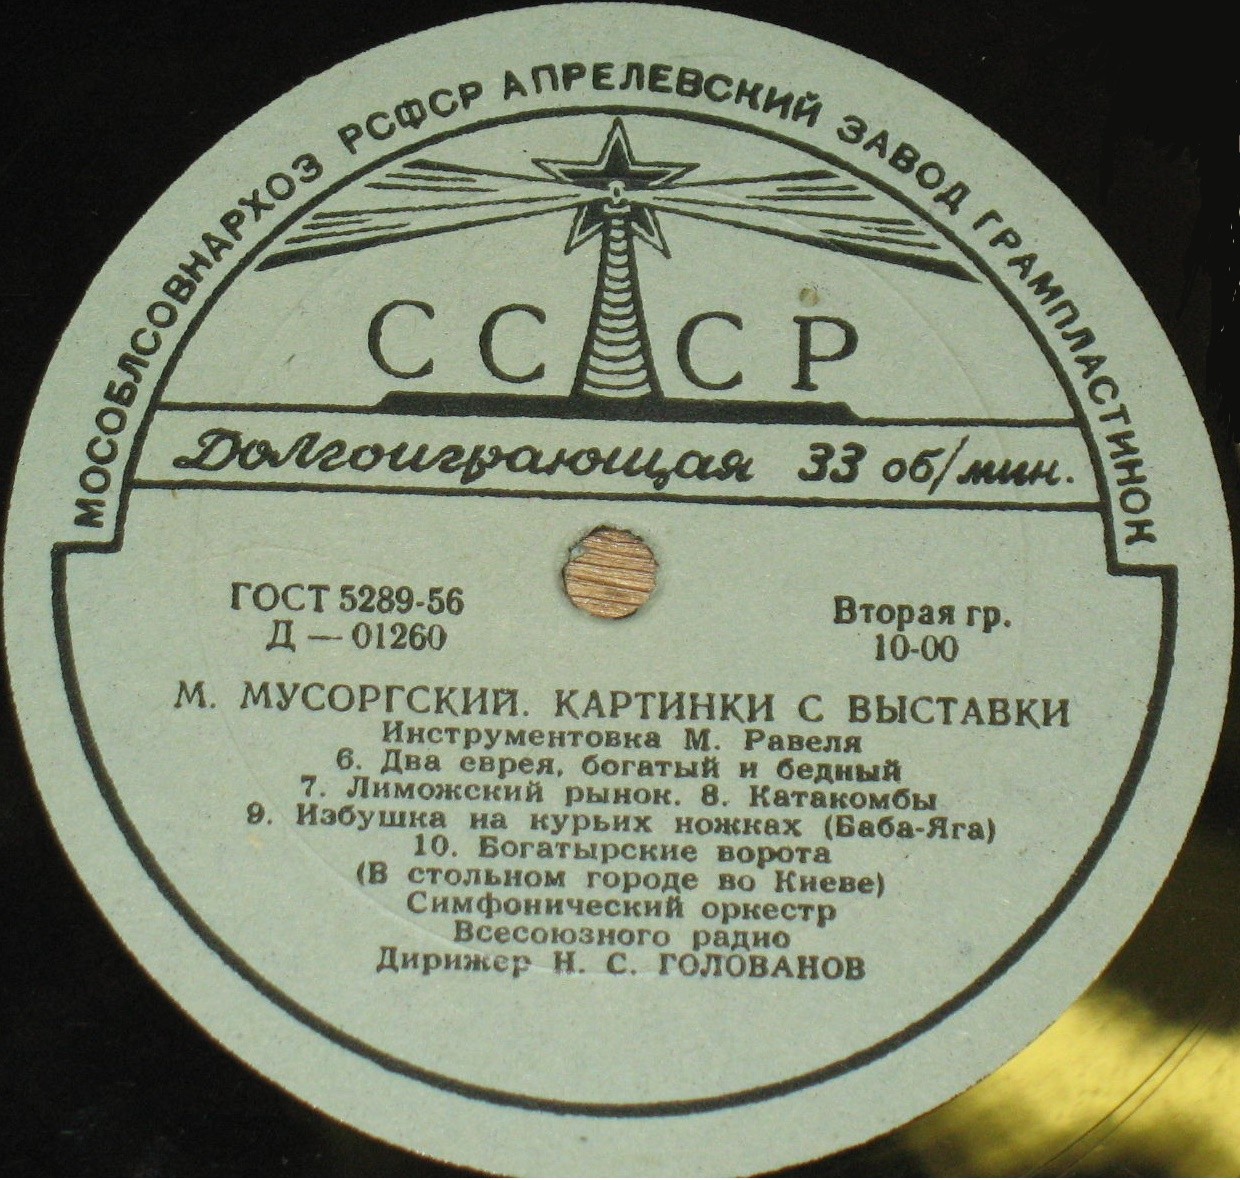 МОСОБЛСОВНАРХОЗ РСФСР АПРЕЛЕВСКИЙ ЗАВОД ГРАМПЛАСТИНОК
СССР
Долгоиграющая 33 об/мин.
ГОСТ 5289-56
Д — 01260
Вторая гр.
10-00
М. МУСОРГСКИЙ. КАРТИНКИ С ВЫСТАВКИ
Инструментовка М. Равеля
6. Два еврея, богатый и бедный
7. Лиможский рынок. 8. Катакомбы
9. Избушка на курьих ножках (Баба-Яга)
10. Богатырские ворота
(В стольном городе во Киеве)
Симфонический оркестр
Всесоюзного радио
Дирижер Н. С. ГОЛОВАНОВ